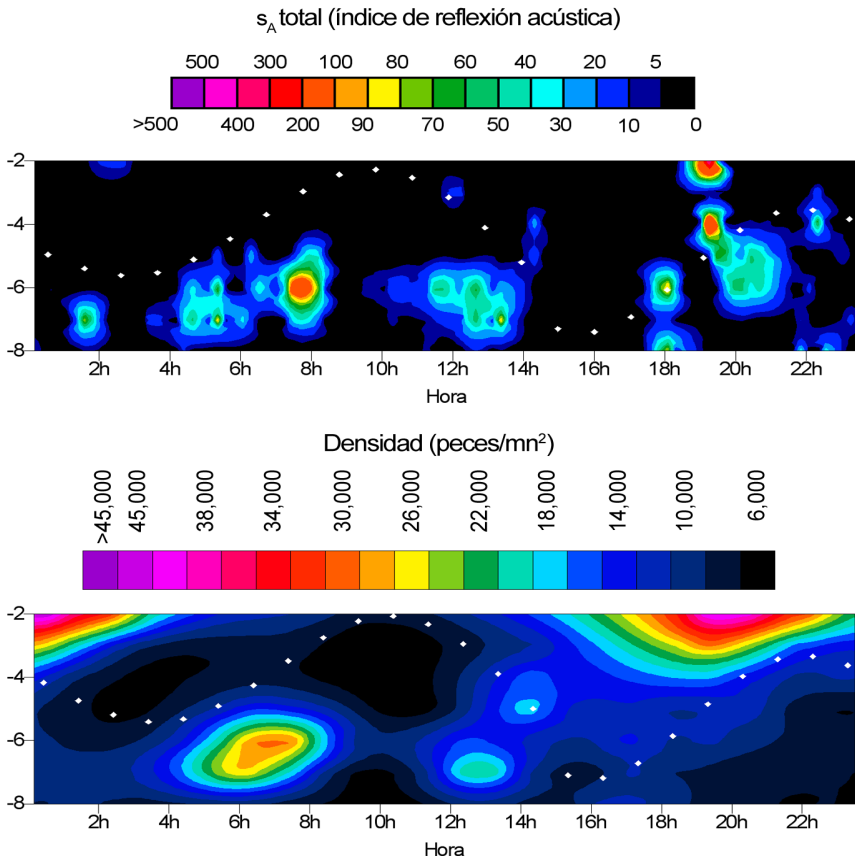 s_A total (índice de reflexión acústica)
500 300 100 80 60 40 20 5
>500 400 200 90 70 50 30 10 0
-2
-4
-6
-8
2h 4h 6h 8h 10h 12h 14h 16h 18h 20h 22h
Hora
Densidad (peces/mn²)
>45,000 45,000 38,000 34,000 30,000 26,000 22,000 18,000 14,000 10,000 6,000
-2
-4
-6
-8
2h 4h 6h 8h 10h 12h 14h 16h 18h 20h 22h
Hora